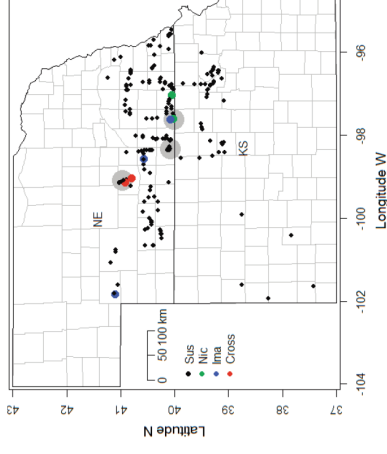 NE
KS
0 50 100 km
Sus
Nic
Ima
Cross
43
42
41
40
39
38
37
Latitude N
-104
-102
-100
-98
-96
Longitude W